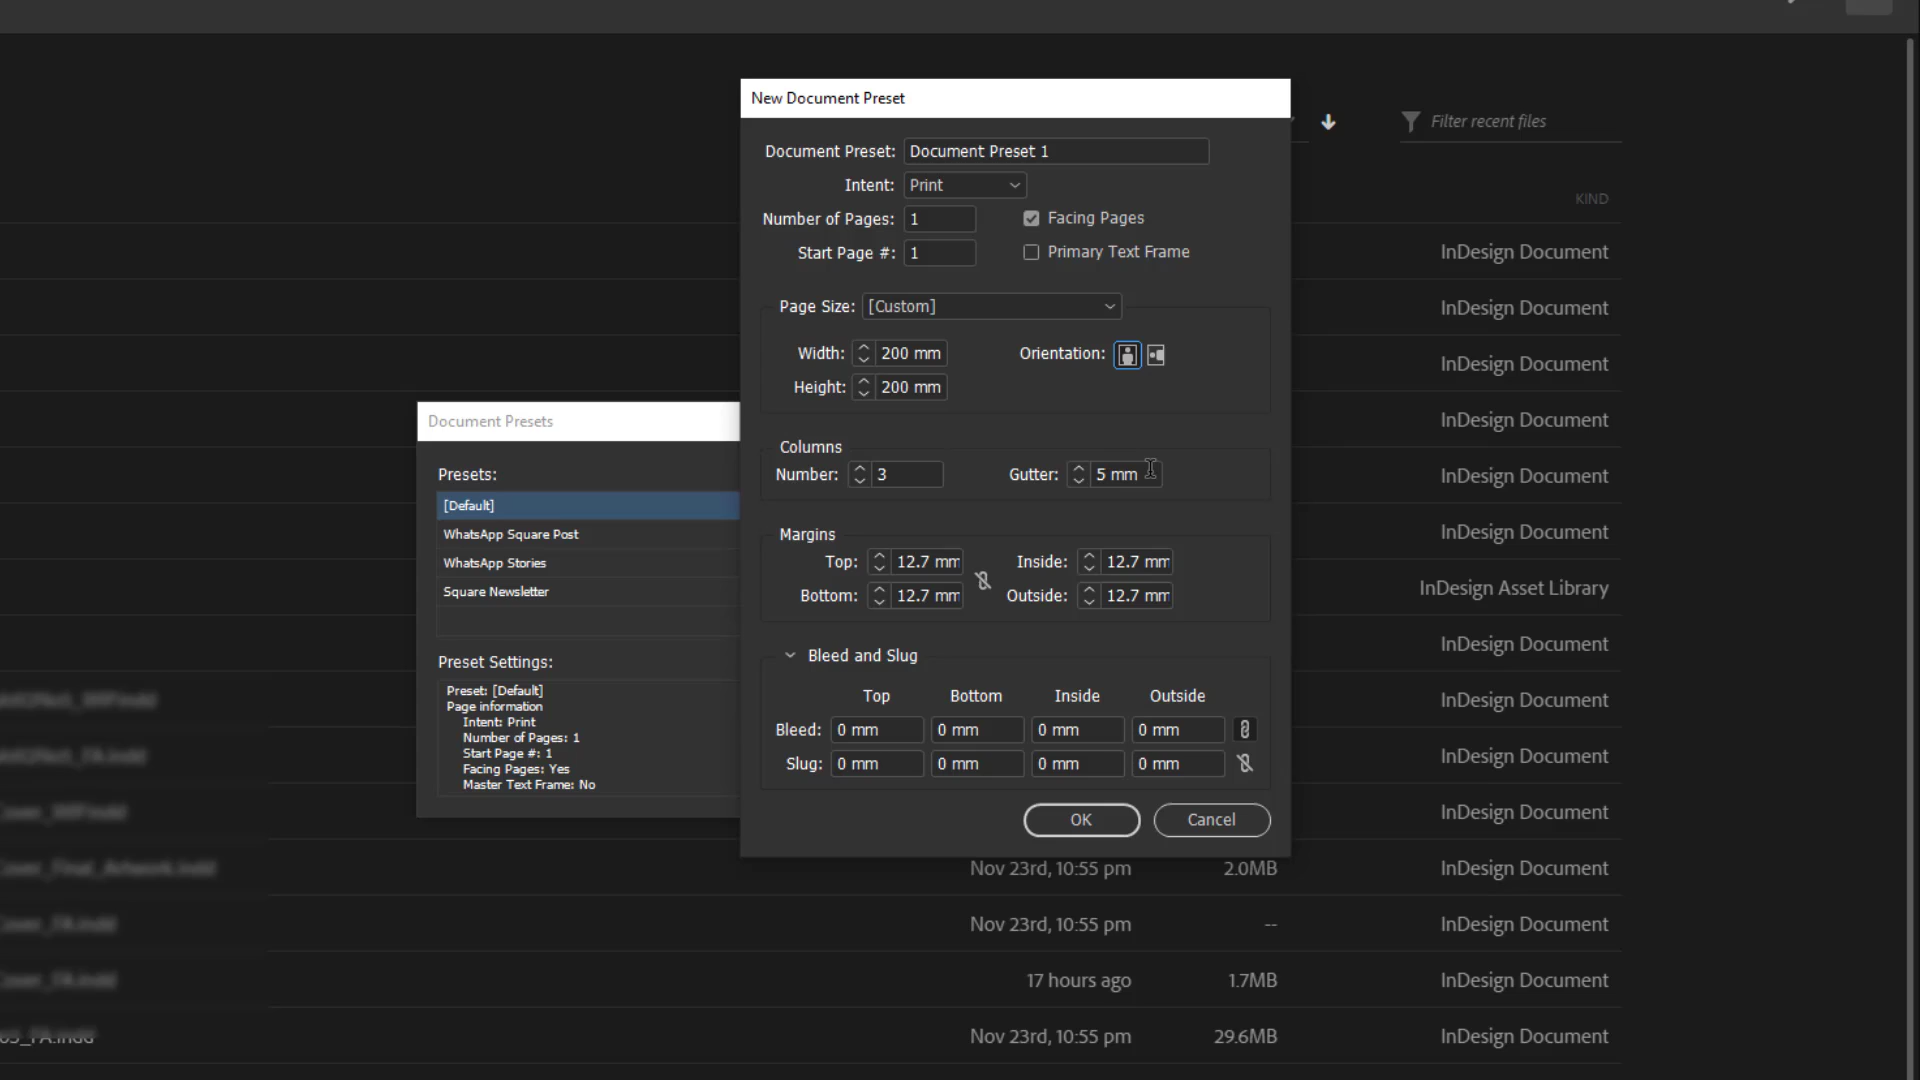 New Document Preset
Filter recent files
Document Preset: Document Preset 1
Intent: Print
KIND
Number of Pages: 1
Facing Pages
Start Page #: 1
Primary Text Frame
InDesign Document
Page Size: [Custom]
InDesign Document
Width: 200 mm
Orientation:
InDesign Document
Height: 200 mm
Document Presets
InDesign Document
Columns
Presets:
Number: 3
Gutter: 5 mm
InDesign Document
[Default]
WhatsApp Square Post
Margins
InDesign Document
WhatsApp Stories
Top: 12.7 mm
Inside: 12.7 mm
Square Newsletter
Bottom: 12.7 mm
Outside: 12.7 mm
InDesign Asset Library
Preset Settings:
Bleed and Slug
InDesign Document
Preset: [Default]
Page information
Intent: Print
Number of Pages: 1
Start Page #: 1
Facing Pages: Yes
Master Text Frame: No
Top Bottom Inside Outside
InDesign Document
Bleed: 0 mm 0 mm 0 mm 0 mm
Slug: 0 mm 0 mm 0 mm 0 mm
InDesign Document
OK
Cancel
InDesign Document
Nov 23rd, 10:55 pm 2.0MB InDesign Document
Nov 23rd, 10:55 pm -- InDesign Document
17 hours ago 1.7MB InDesign Document
Nov 23rd, 10:55 pm 29.6MB InDesign Document